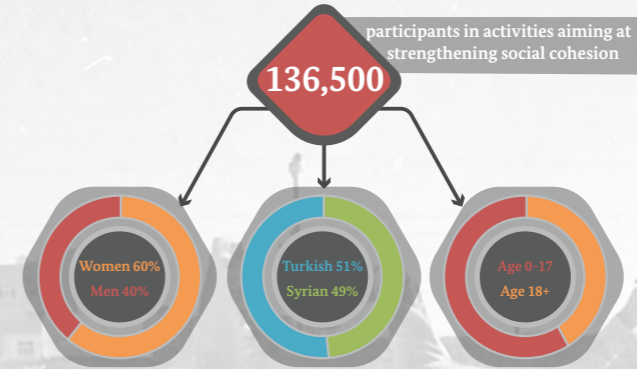 participants in activities aiming at
strengthening social cohesion
136,500
Women 60%
Men 40%
Turkish 51%
Syrian 49%
Age 0-17
Age 18+